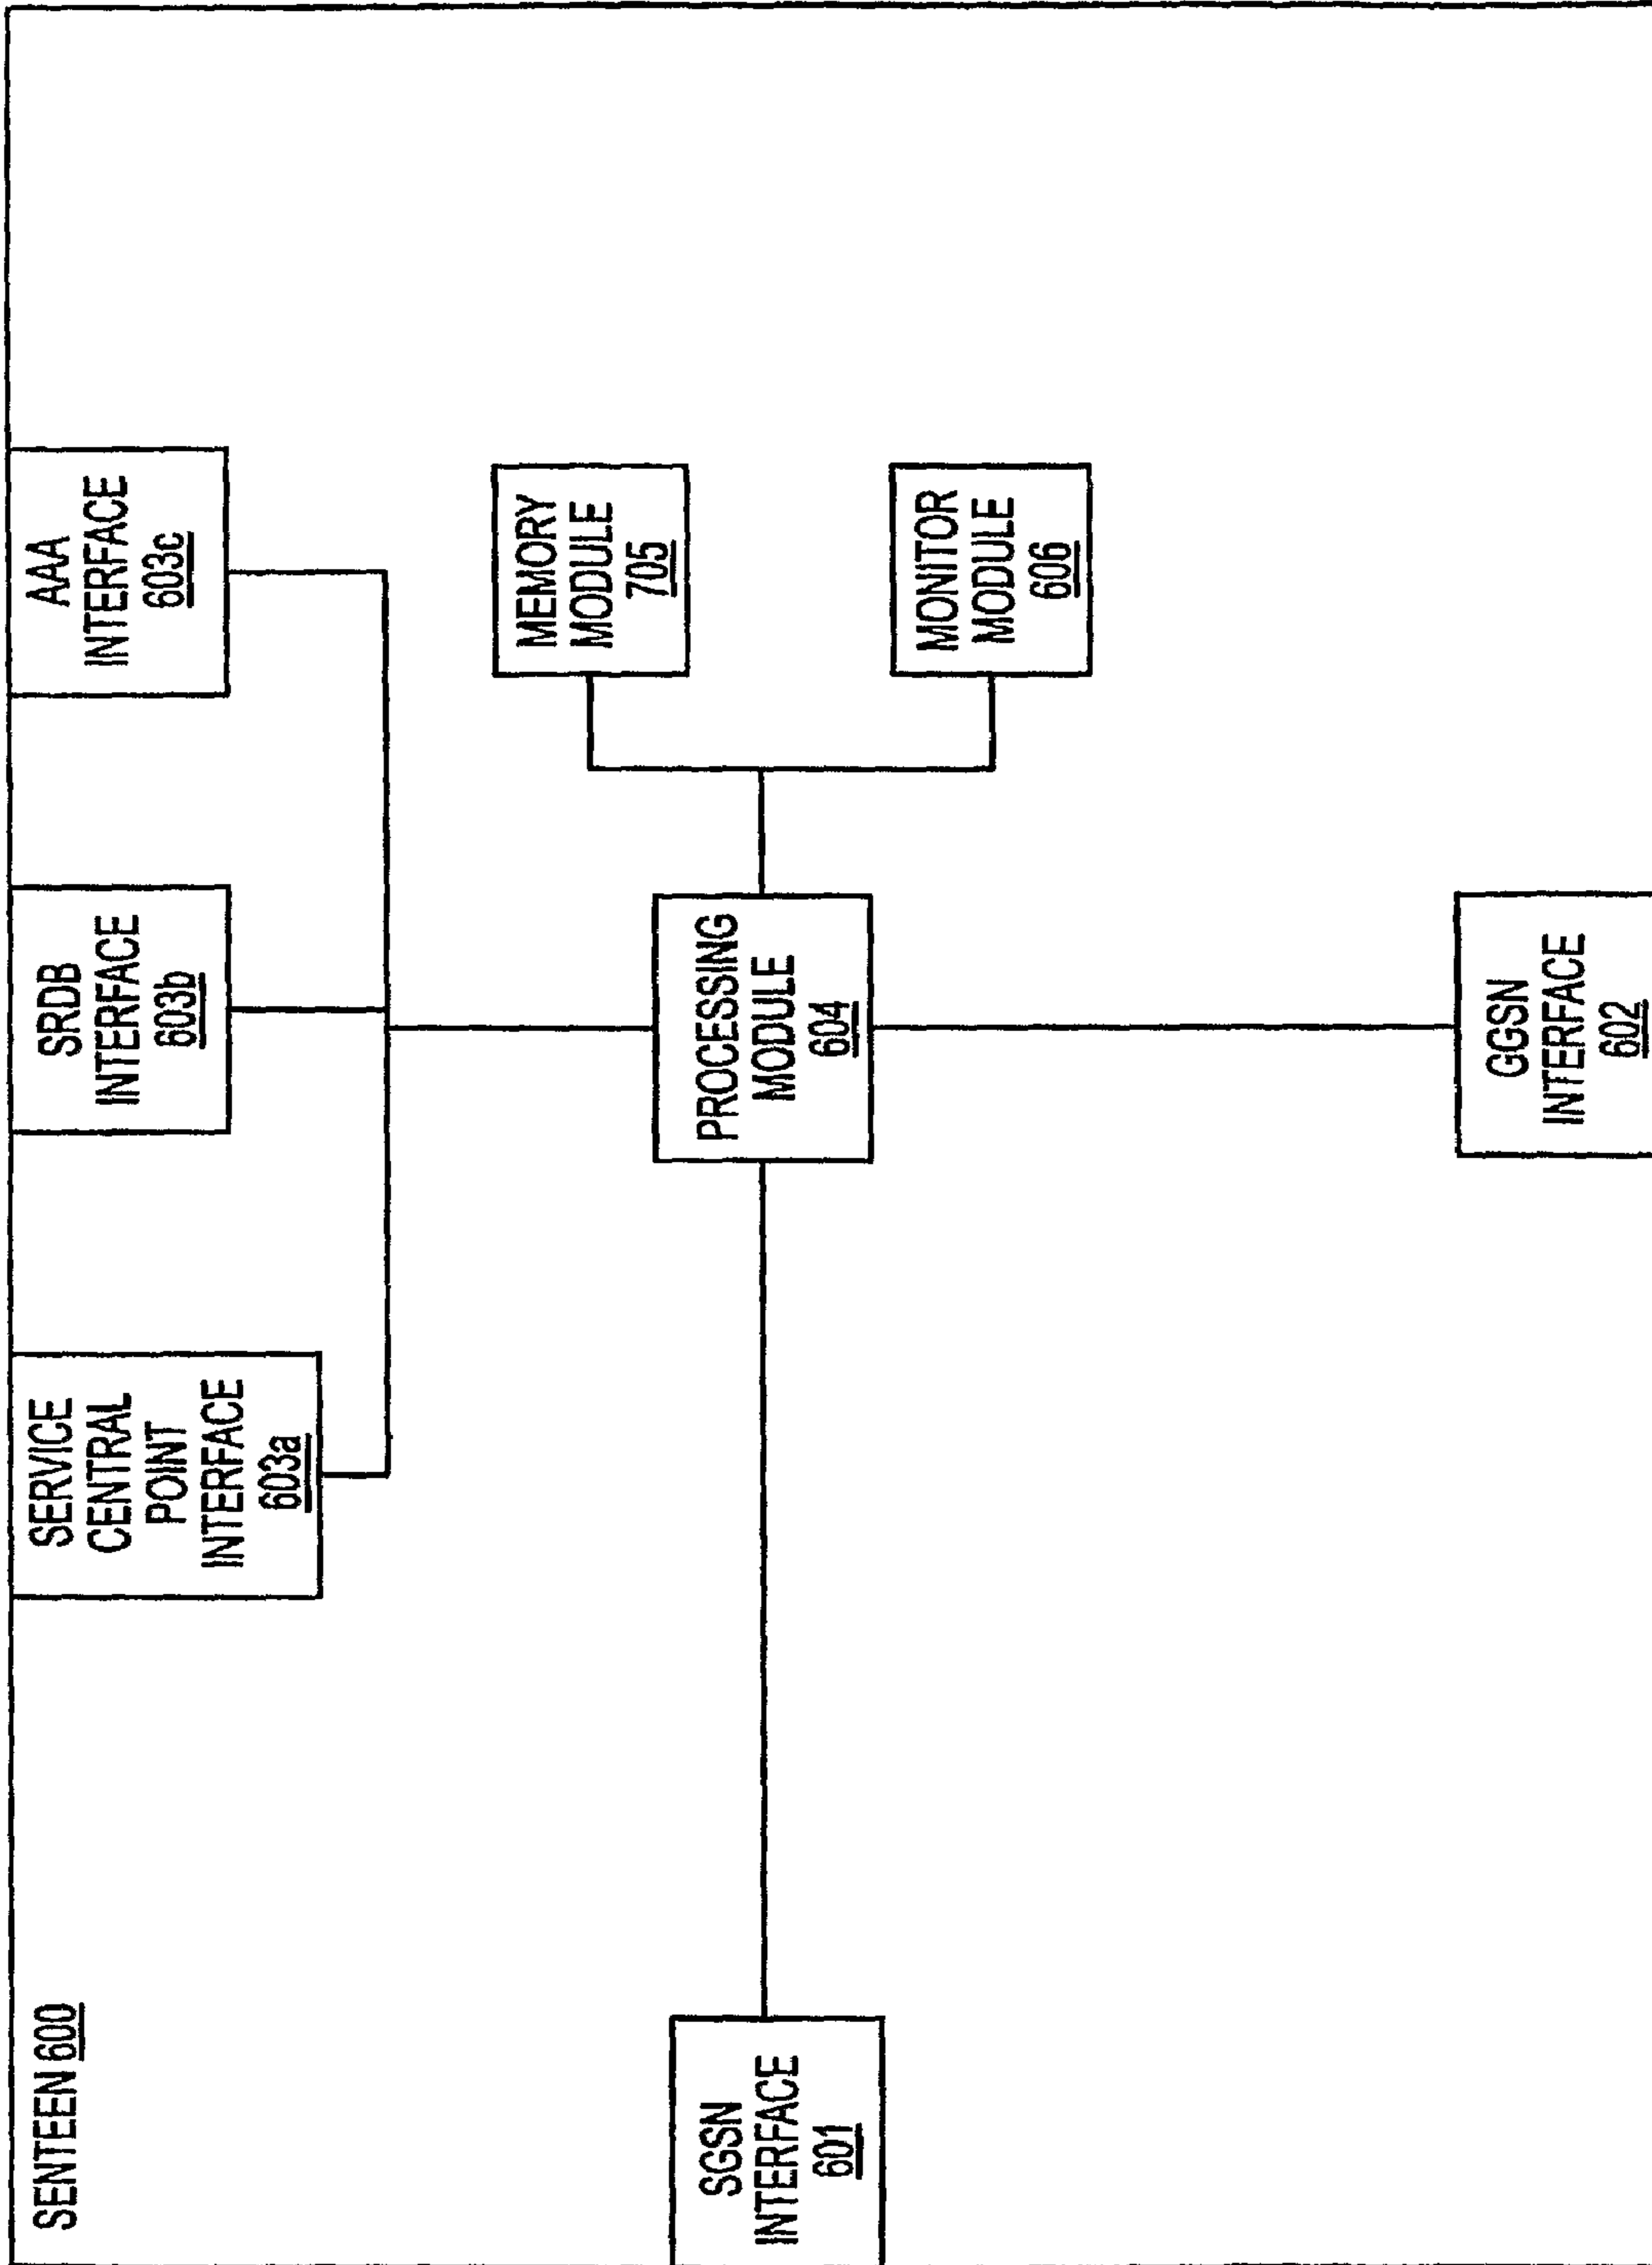 SENTEEN 600
SERVICE
CENTRAL
POINT
INTERFACE
603a
SRDB
INTERFACE
603b
AAA
INTERFACE
603c
MEMORY
MODULE
705
SGSN
INTERFACE
601
PROCESSING
MODULE
604
MONITOR
MODULE
606
GGSN
INTERFACE
602